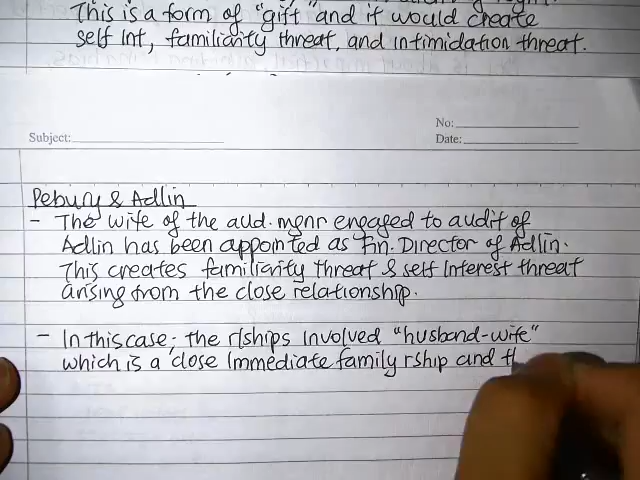 This is a form of "gift" and it would create
self Int, familiarity threat, and intimidation threat.
No:
Subject:
Date:
Pebury & Adlin
- The wife of the aud. mgnr engaged to audit of
Adlin has been appointed as Fin. Director of Adlin.
This creates familiarity threat & self Interest threat
arising from the close relationship.
- In this case; the r/ships involved "husband-wife"
which is a close immediate family rship and th